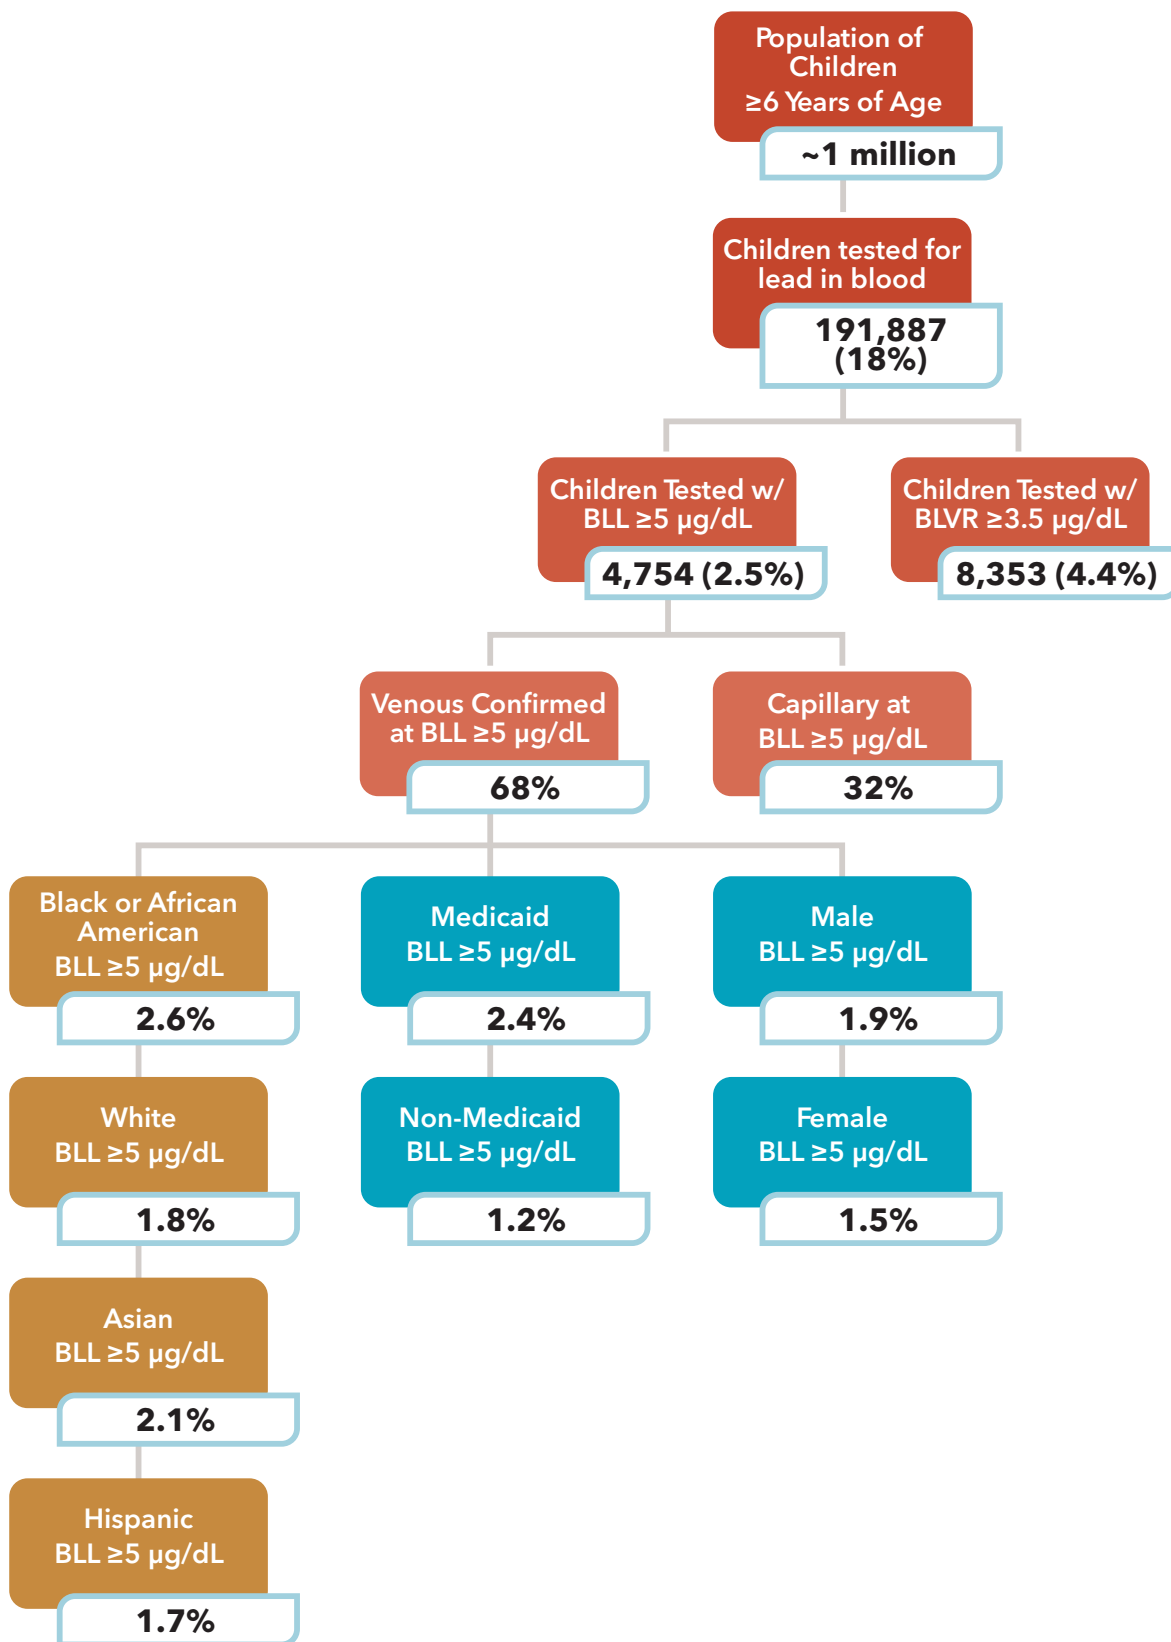 Population of
Children
≥6 Years of Age
~1 million
Children tested for
lead in blood
191,887
(18%)
Children Tested w/
BLL ≥5 µg/dL
4,754 (2.5%)
Children Tested w/
BLVR ≥3.5 µg/dL
8,353 (4.4%)
Venous Confirmed
at BLL ≥5 µg/dL
68%
Capillary at
BLL ≥5 µg/dL
32%
Black or African
American
BLL ≥5 µg/dL
2.6%
Medicaid
BLL ≥5 µg/dL
2.4%
Male
BLL ≥5 µg/dL
1.9%
White
BLL ≥5 µg/dL
1.8%
Non-Medicaid
BLL ≥5 µg/dL
1.2%
Female
BLL ≥5 µg/dL
1.5%
Asian
BLL ≥5 µg/dL
2.1%
Hispanic
BLL ≥5 µg/dL
1.7%